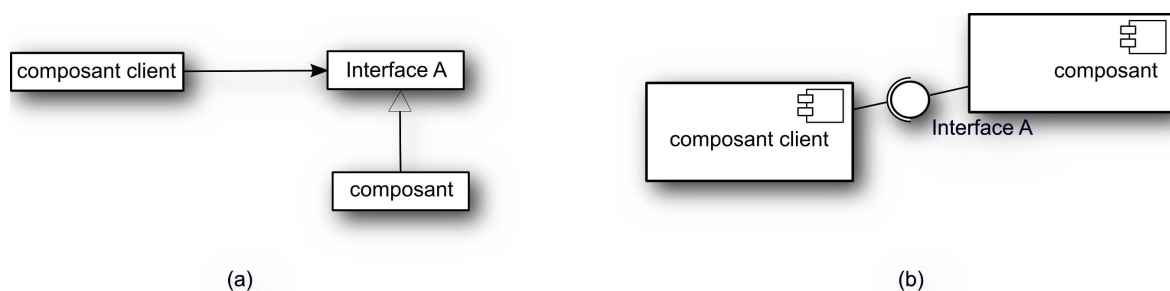 composant client
Interface A
composant
(a)
composant
composant client
Interface A
(b)